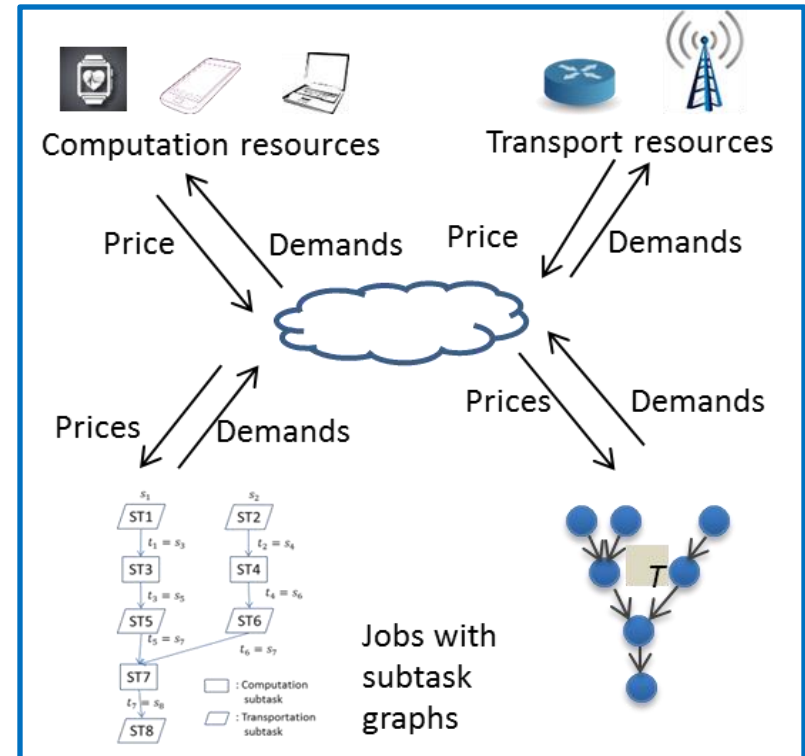 Computation resources
Transport resources
Price
Demands
Price
Demands
Prices
Demands
Prices
Demands
s₁
s₂
ST1
ST2
t₁ = s₃
t₂ = s₄
ST3
ST4
t₃ = s₅
t₄ = s₆
ST5
ST6
t₅ = s₇
t₆ = s₇
ST7
t₇ = s₈
ST8
: Computation
subtask
: Transportation
subtask
Jobs with
subtask
graphs
T